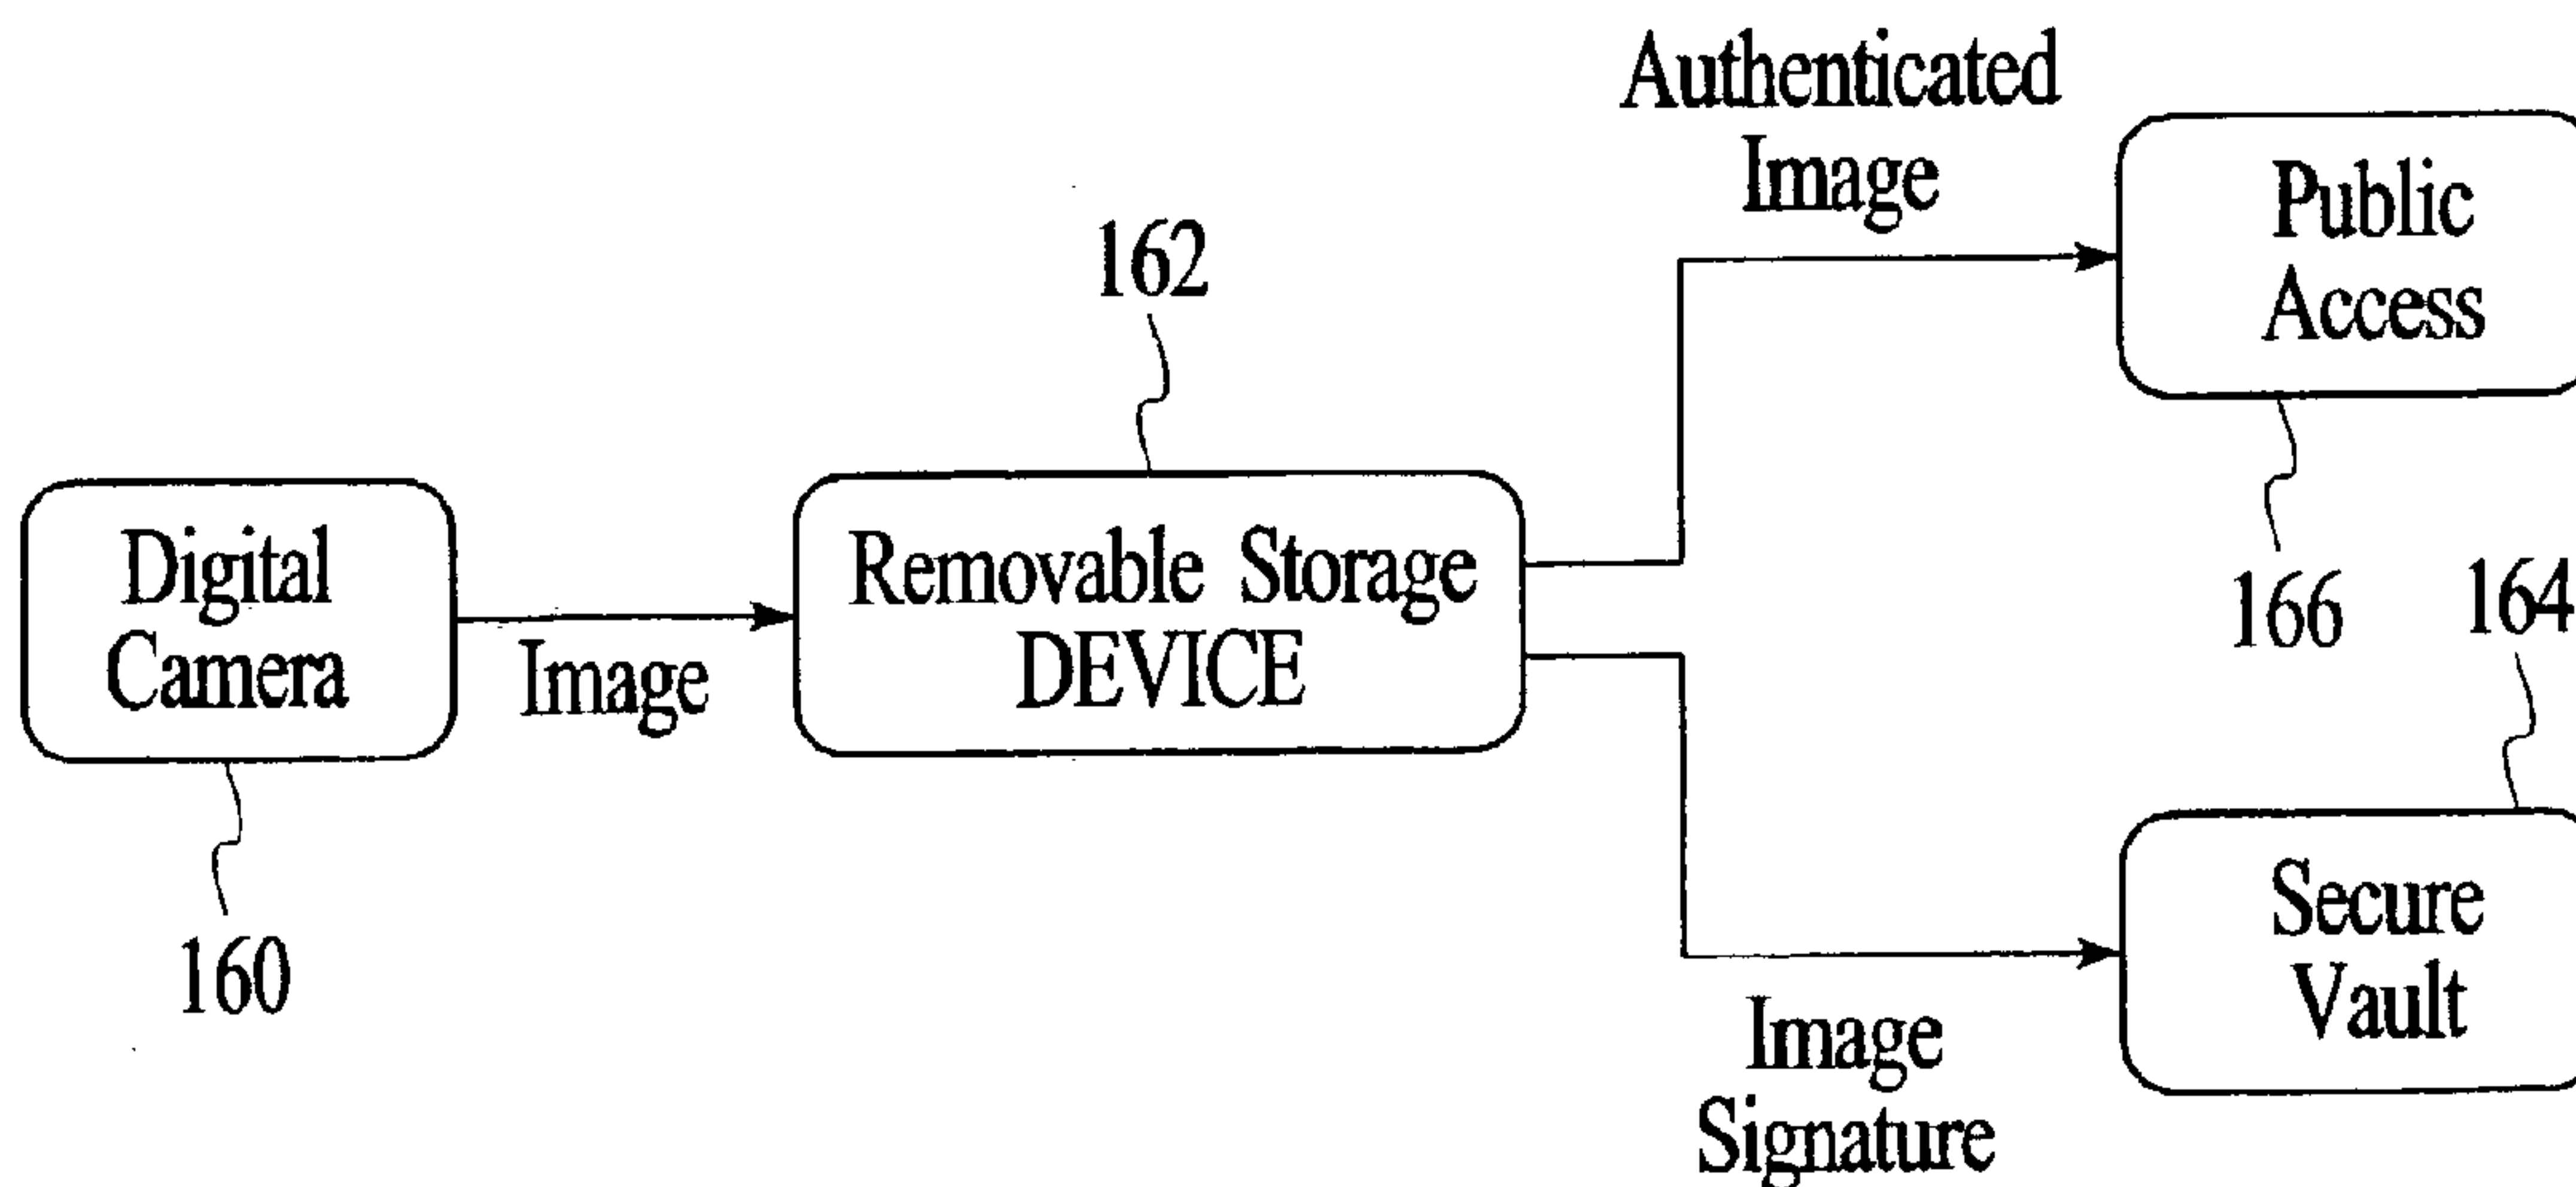 Authenticated
Image
Public
Access
162
166
164
Digital
Camera
Image
Removable Storage
DEVICE
160
Secure
Vault
Image
Signature